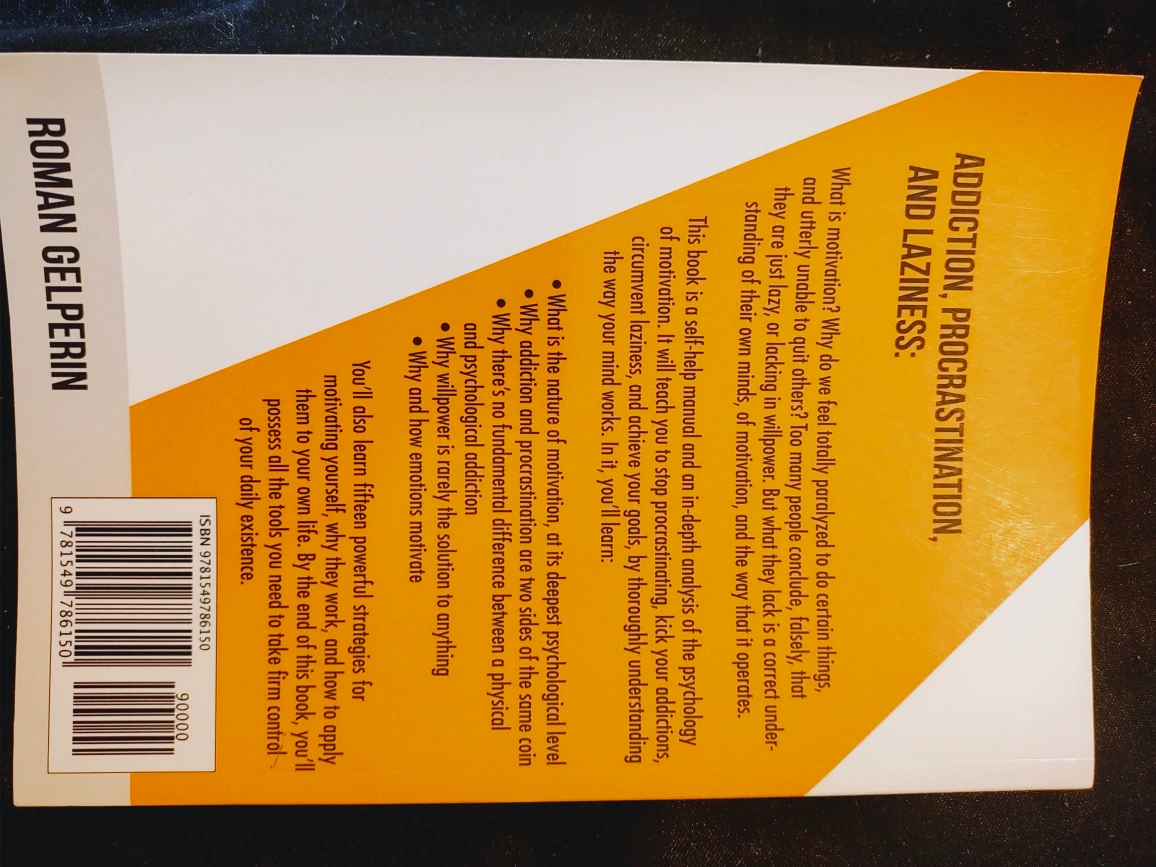 ADDICTION, PROCRASTINATION,
AND LAZINESS:
What is motivation? Why do we feel totally paralyzed to do certain things,
and utterly unable to quit others? Too many people conclude, falsely, that
they are just lazy, or lacking in willpower. But what they lack is a correct under-
standing of their own minds, of motivation, and the way that it operates.
This book is a self-help manual and an in-depth analysis of the psychology
of motivation. It will teach you to stop procrastinating, kick your addictions,
circumvent laziness, and achieve your goals, by thoroughly understanding
the way your mind works. In it, you'll learn:
• What is the nature of motivation, at its deepest psychological level
• Why addiction and procrastination are two sides of the same coin
• Why there's no fundamental difference between a physical
and psychological addiction
• Why willpower is rarely the solution to anything
• Why and how emotions motivate
You'll also learn fifteen powerful strategies for
motivating yourself, why they work, and how to apply
them to your own life. By the end of this book, you'll
possess all the tools you need to take firm control
of your daily existence.
ISBN 9781549786150
90000
9 781549 786150
ROMAN GELPERIN